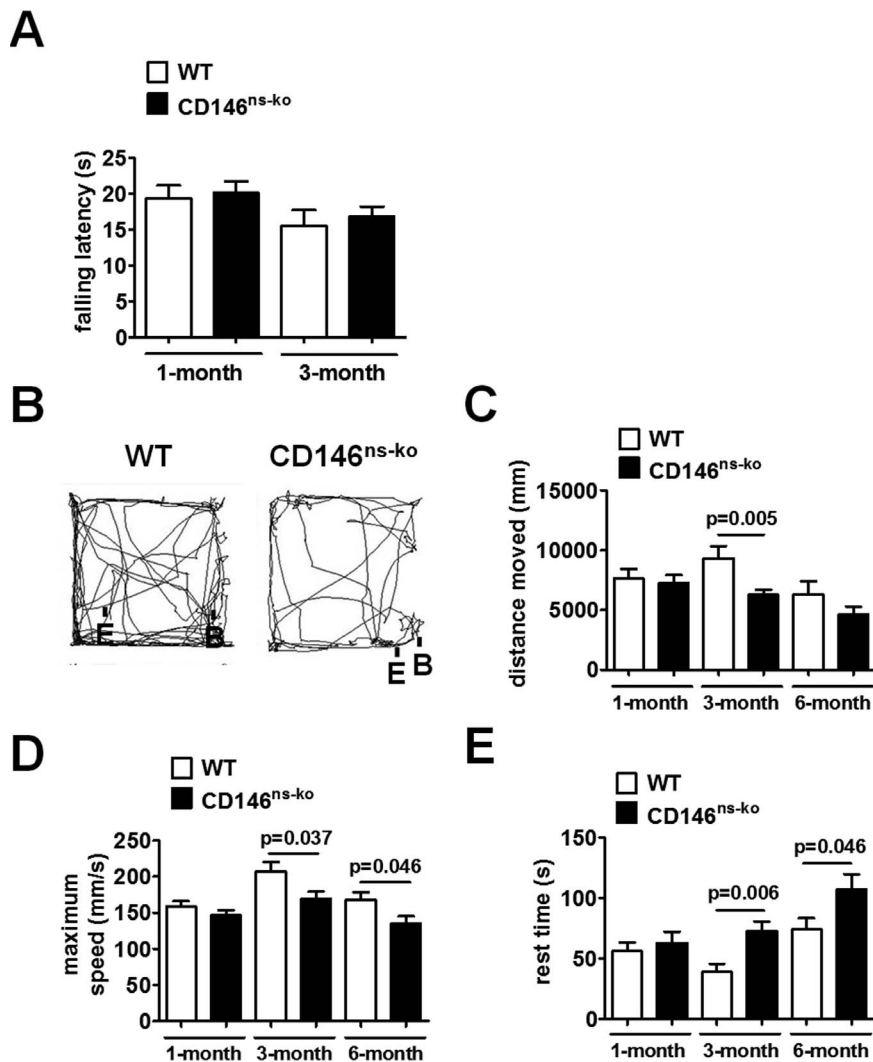 A
WT
CD146ns-ko
falling latency (s)
25
20
15
10
5
0
1-month
3-month
B
WT
CD146ns-ko
E
B
E
B
C
WT
CD146ns-ko
distance moved (mm)
15000
10000
5000
0
p=0.005
1-month
3-month
6-month
D
WT
CD146ns-ko
maximum
speed (mm/s)
250
200
150
100
50
0
p=0.037
p=0.046
1-month
3-month
6-month
E
WT
CD146ns-ko
rest time (s)
150
100
50
0
p=0.006
p=0.046
1-month
3-month
6-month